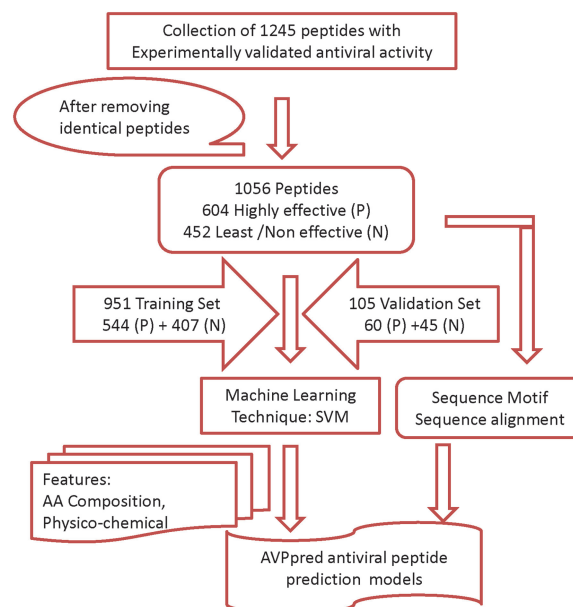 Collection of 1245 peptides with
Experimentally validated antiviral activity
After removing
identical peptides
1056 Peptides
604 Highly effective (P)
452 Least /Non effective (N)
951 Training Set
544 (P) + 407 (N)
105 Validation Set
60 (P) +45 (N)
Machine Learning
Technique: SVM
Sequence Motif
Sequence alignment
Features:
AA Composition,
Physico-chemical
AVPpred antiviral peptide
prediction models